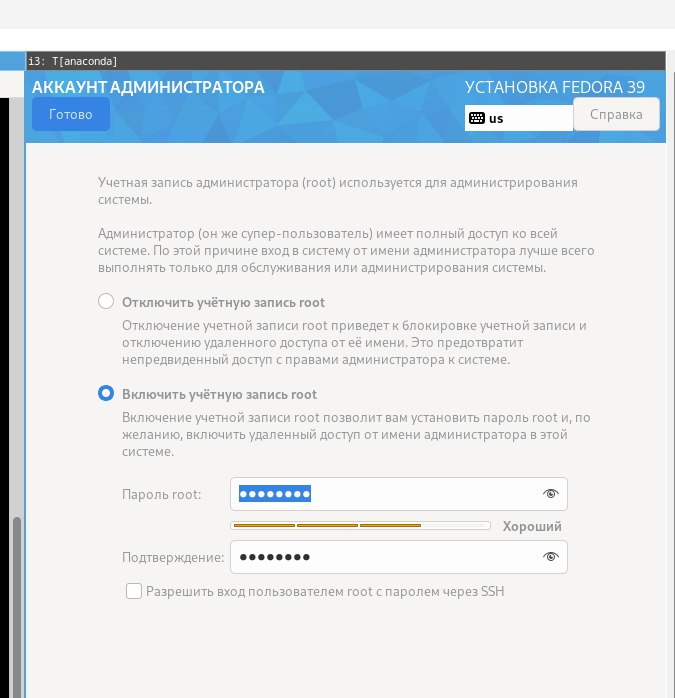 i3: T[anaconda]
АККАУНТ АДМИНИСТРАТОРА
УСТАНОВКА FEDORA 39
Готово
us
Справка
Учетная запись администратора (root) используется для администрирования
системы.
Администратор (он же супер-пользователь) имеет полный доступ ко всей
системе. По этой причине вход в систему от имени администратора лучше всего
выполнять только для обслуживания или администрирования системы.
Отключить учётную запись root
Отключение учетной записи root приведет к блокировке учетной записи и
отключению удаленного доступа от её имени. Это предотвратит
непредвиденный доступ с правами администратора к системе.
Включить учётную запись root
Включение учетной записи root позволит вам установить пароль root и, по
желанию, включить удаленный доступ от имени администратора в этой
системе.
Пароль root:
●●●●●●●●
Хороший
Подтверждение:
●●●●●●●●
Разрешить вход пользователем root с паролем через SSH